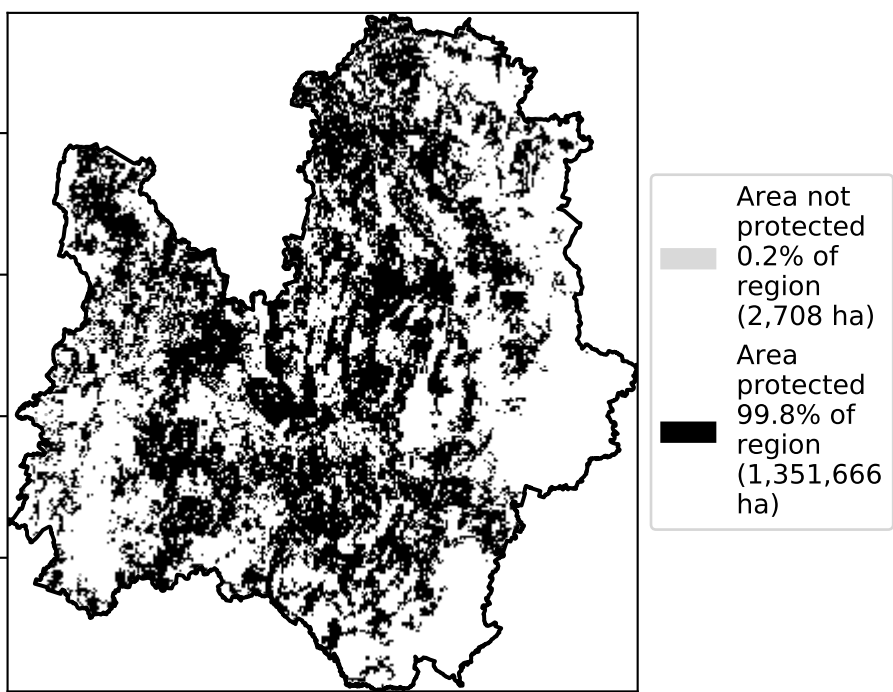 Area not
protected
0.2% of
region
(2,708 ha)
Area
protected
99.8% of
region
(1,351,666
ha)